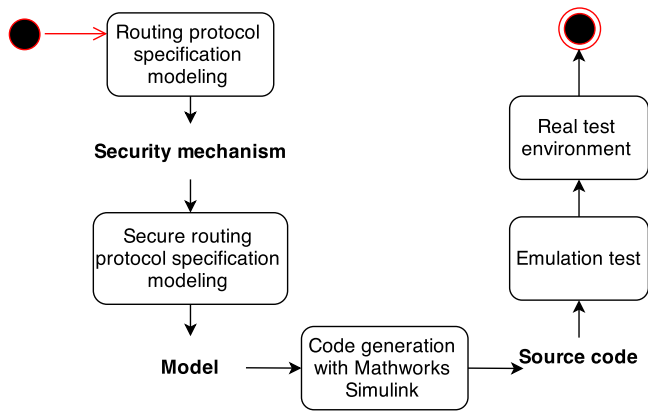 Routing protocol
specification
modeling
Security mechanism
Secure routing
protocol specification
modeling
Model
Code generation
with Mathworks
Simulink
Source code
Emulation test
Real test
environment